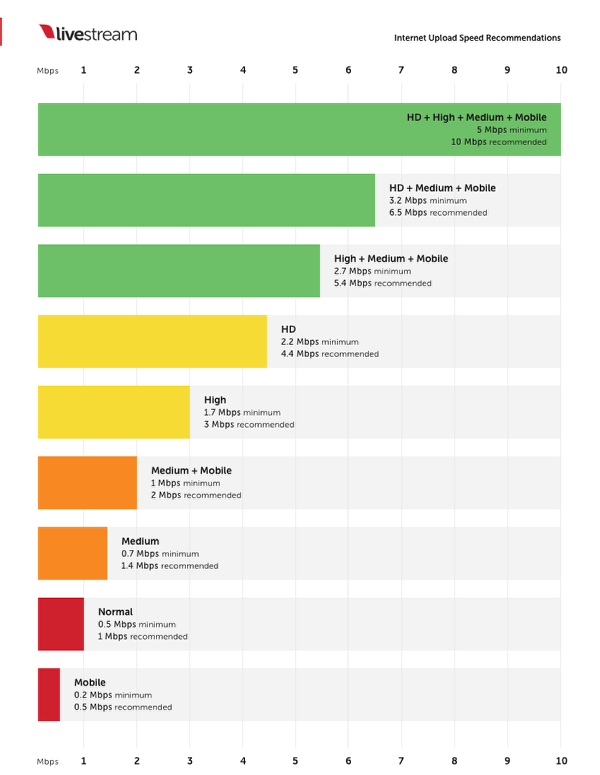 livestream
Internet Upload Speed Recommendations
Mbps 1 2 3 4 5 6 7 8 9 10
HD + High + Medium + Mobile
5 Mbps minimum
10 Mbps recommended
HD + Medium + Mobile
3.2 Mbps minimum
6.5 Mbps recommended
High + Medium + Mobile
2.7 Mbps minimum
5.4 Mbps recommended
HD
2.2 Mbps minimum
4.4 Mbps recommended
High
1.7 Mbps minimum
3 Mbps recommended
Medium + Mobile
1 Mbps minimum
2 Mbps recommended
Medium
0.7 Mbps minimum
1.4 Mbps recommended
Normal
0.5 Mbps minimum
1 Mbps recommended
Mobile
0.2 Mbps minimum
0.5 Mbps recommended
Mbps 1 2 3 4 5 6 7 8 9 10